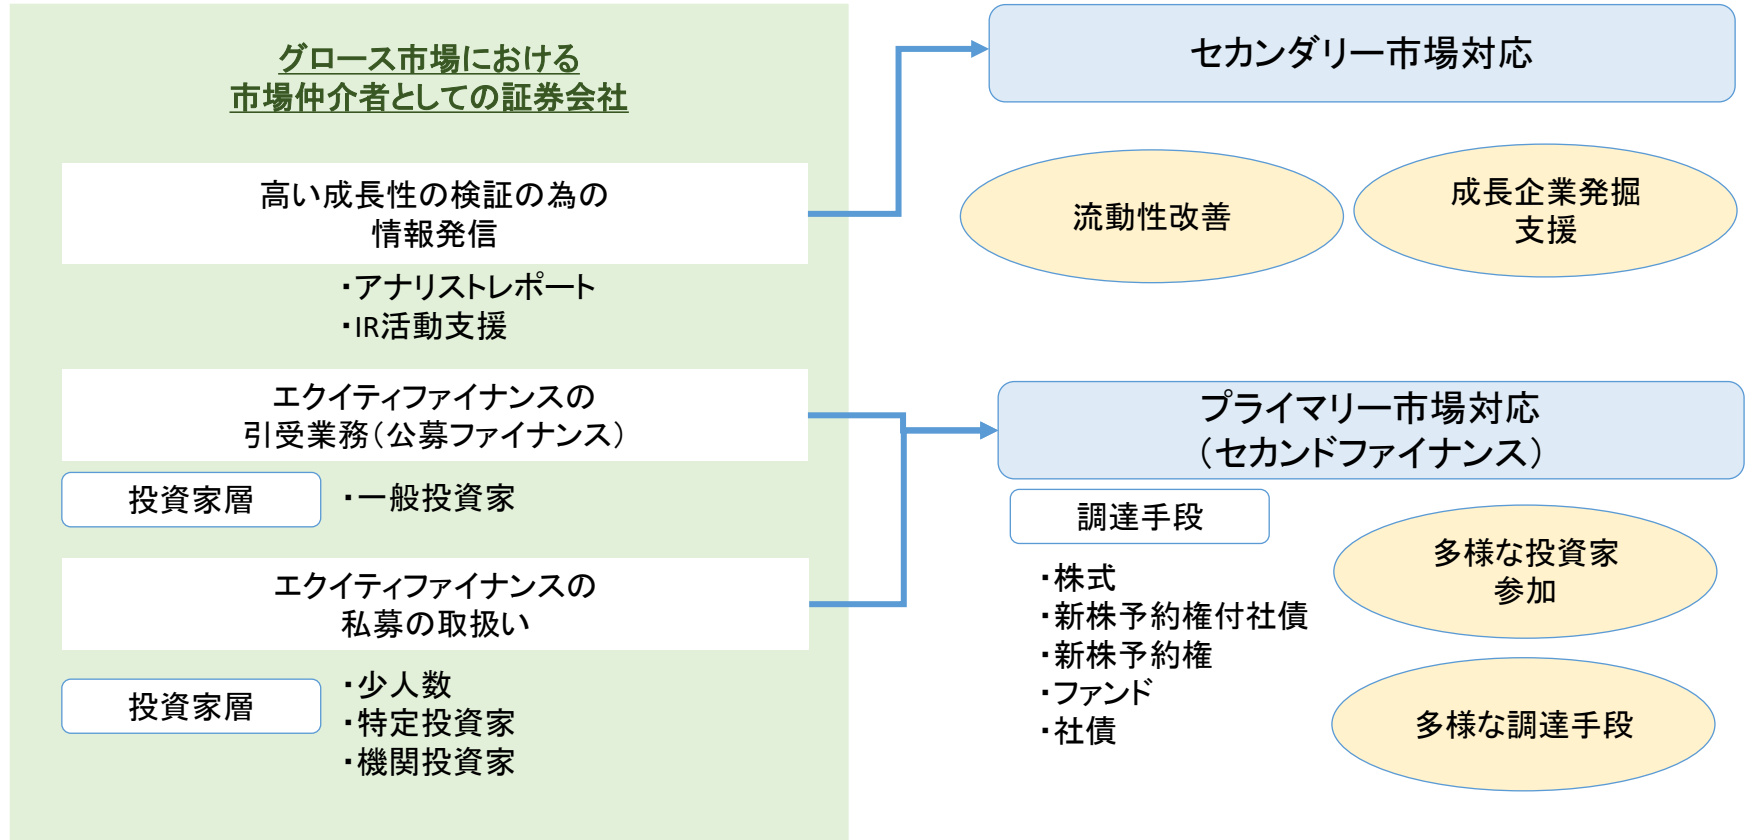 グロース市場における
市場仲介者としての証券会社
高い成長性の検証の為の
情報発信
・アナリストレポート
・IR活動支援
エクイティファイナンスの
引受業務（公募ファイナンス）
投資家層
・一般投資家
エクイティファイナンスの
私募の取扱い
投資家層
・少人数
・特定投資家
・機関投資家
セカンダリー市場対応
流動性改善
成長企業発掘
支援
プライマリー市場対応
（セカンドファイナンス）
調達手段
・株式
・新株予約権付社債
・新株予約権
・ファンド
・社債
多様な投資家
参加
多様な調達手段